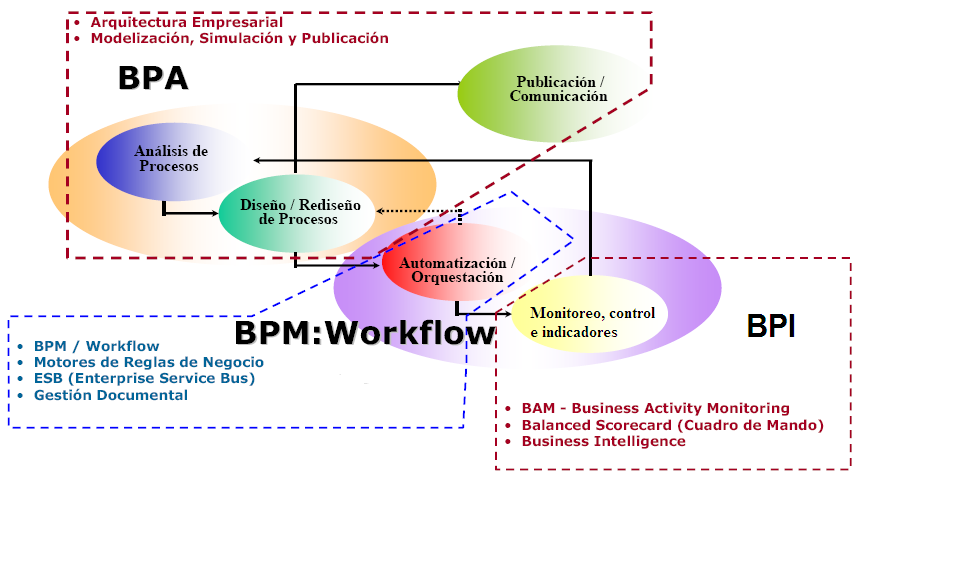 • Arquitectura Empresarial
• Modelización, Simulación y Publicación
BPA
Publicación /
Comunicación
Análisis de
Procesos
Diseño / Rediseño
de Procesos
Automatización /
Orquestación
Monitoreo, control
e indicadores
BPM:Workflow
BPI
• BPM / Workflow
• Motores de Reglas de Negocio
• ESB (Enterprise Service Bus)
• Gestión Documental
• BAM - Business Activity Monitoring
• Balanced Scorecard (Cuadro de Mando)
• Business Intelligence